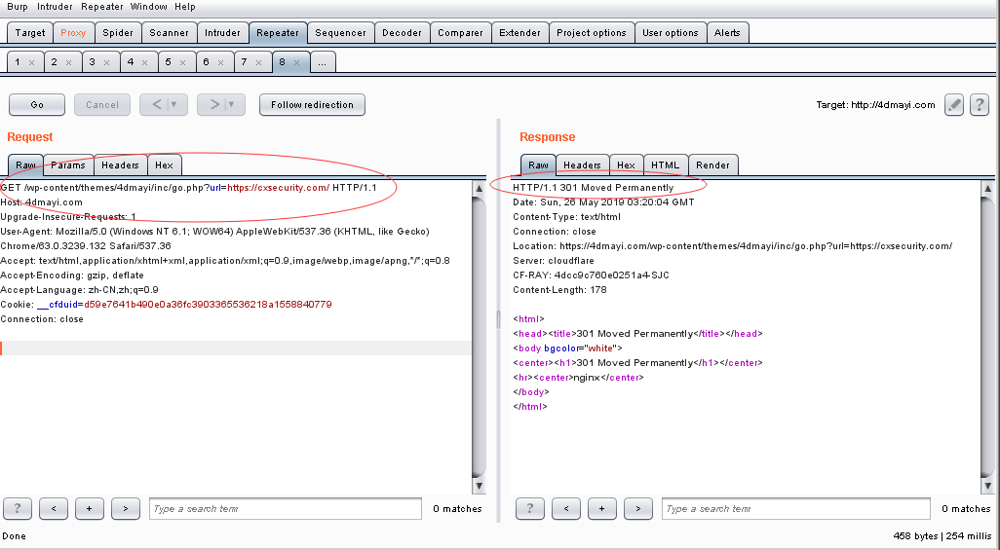 Burp Intruder Repeater Window Help
Target Proxy Spider Scanner Intruder Repeater Sequencer Decoder Comparer Extender Project options User options Alerts
1 × 2 × 3 × 4 × 5 × 6 × 7 × 8 × ...
Go Cancel < ▼ > ▼ Follow redirection Target: http://4dmayi.com ?
Request
Raw Params Headers Hex
GET /wp-content/themes/4dmayi/inc/go.php?url=https://cxsecurity.com/ HTTP/1.1
Host: 4dmayi.com
Upgrade-Insecure-Requests: 1
User-Agent: Mozilla/5.0 (Windows NT 6.1; WOW64) AppleWebKit/537.36 (KHTML, like Gecko)
Chrome/63.0.3239.132 Safari/537.36
Accept: text/html,application/xhtml+xml,application/xml;q=0.9,image/webp,image/apng,*/*;q=0.8
Accept-Encoding: gzip, deflate
Accept-Language: zh-CN,zh;q=0.9
Cookie: __cfduid=d59e7641b490e0a36fc3903365536218a1558840779
Connection: close
? < + > Type a search term 0 matches
Response
Raw Headers Hex HTML Render
HTTP/1.1 301 Moved Permanently
Date: Sun, 26 May 2019 03:20:04 GMT
Content-Type: text/html
Connection: close
Location: https://4dmayi.com/wp-content/themes/4dmayi/inc/go.php?url=https://cxsecurity.com/
Server: cloudflare
CF-RAY: 4dcc9c760e0251a4-SJC
Content-Length: 178
<html>
<head><title>301 Moved Permanently</title></head>
<body bgcolor="white">
<center><h1>301 Moved Permanently</h1></center>
<hr><center>nginx</center>
</body>
</html>
? < + > Type a search term 0 matches
Done 458 bytes | 254 millis